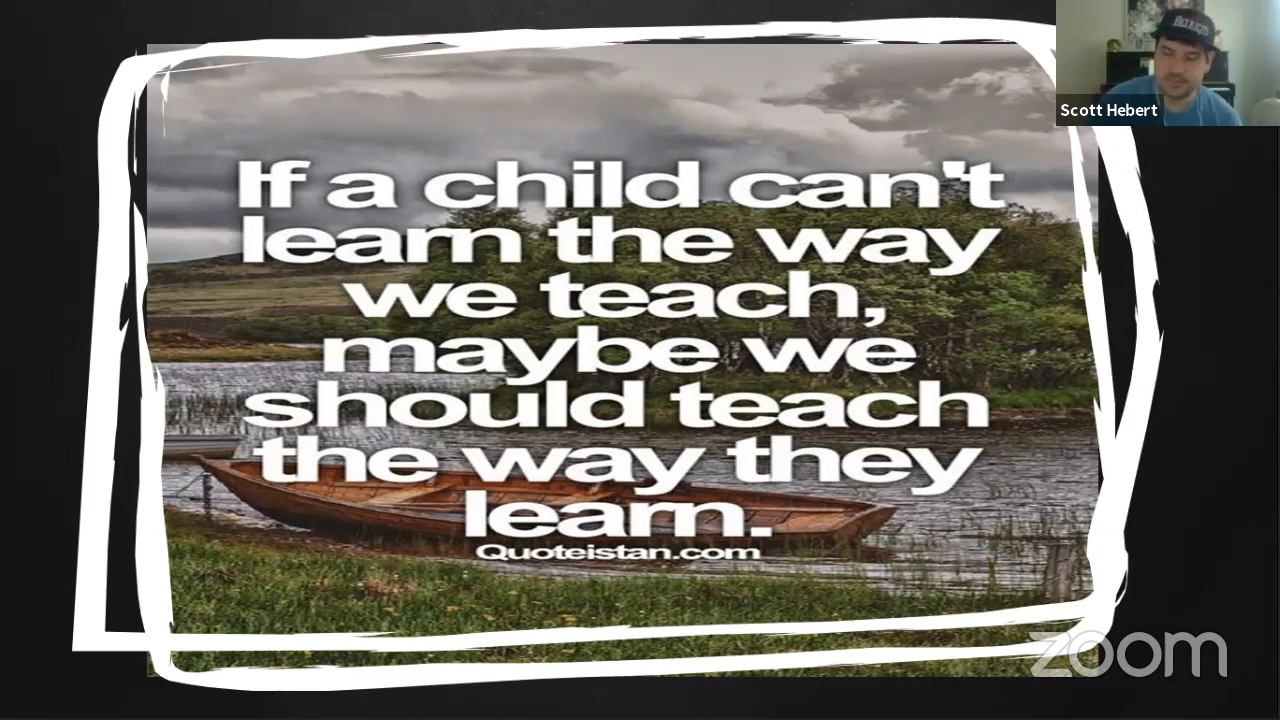 If a child can't
learn the way
we teach,
maybe we
should teach
the way they
learn.
Quoteistan.com
Scott Hebert
zoom